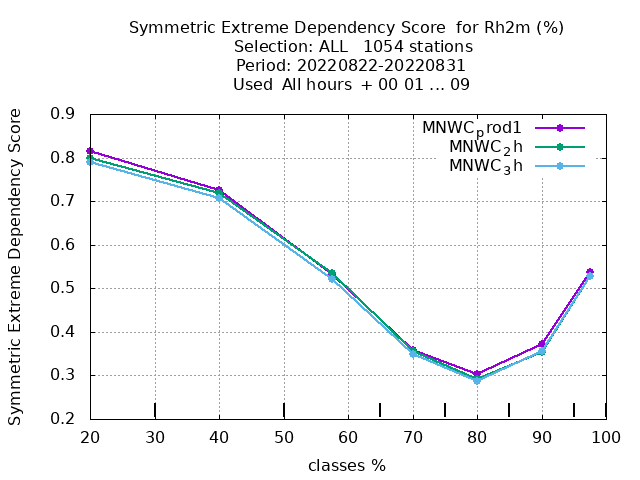 Symmetric Extreme Dependency Score  for Rh2m (%)
Selection: ALL   1054 stations
Period: 20220822-20220831
Used  All hours  + 00 01 ... 09
Symmetric Extreme Dependency Score
0.9
0.8
0.7
0.6
0.5
0.4
0.3
0.2
MNWC_prod1
MNWC_2h
MNWC_3h
20 30 40 50 60 70 80 90 100
classes %